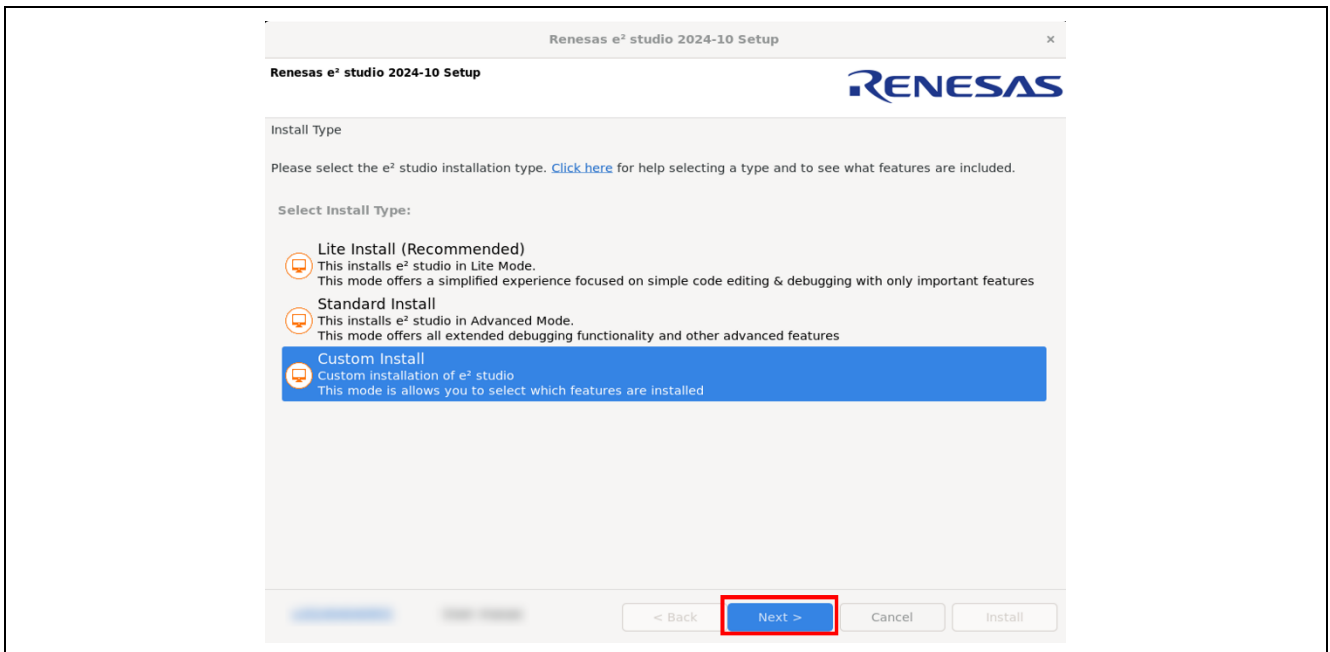 Renesas e² studio 2024-10 Setup
×
Renesas e² studio 2024-10 Setup
RENESAS
Install Type
Please select the e² studio installation type. Click here for help selecting a type and to see what features are included.
Select Install Type:
Lite Install (Recommended)
This installs e² studio in Lite Mode.
This mode offers a simplified experience focused on simple code editing & debugging with only important features
Standard Install
This installs e² studio in Advanced Mode.
This mode offers all extended debugging functionality and other advanced features
Custom Install
Custom installation of e² studio
This mode is allows you to select which features are installed
< Back Next > Cancel Install